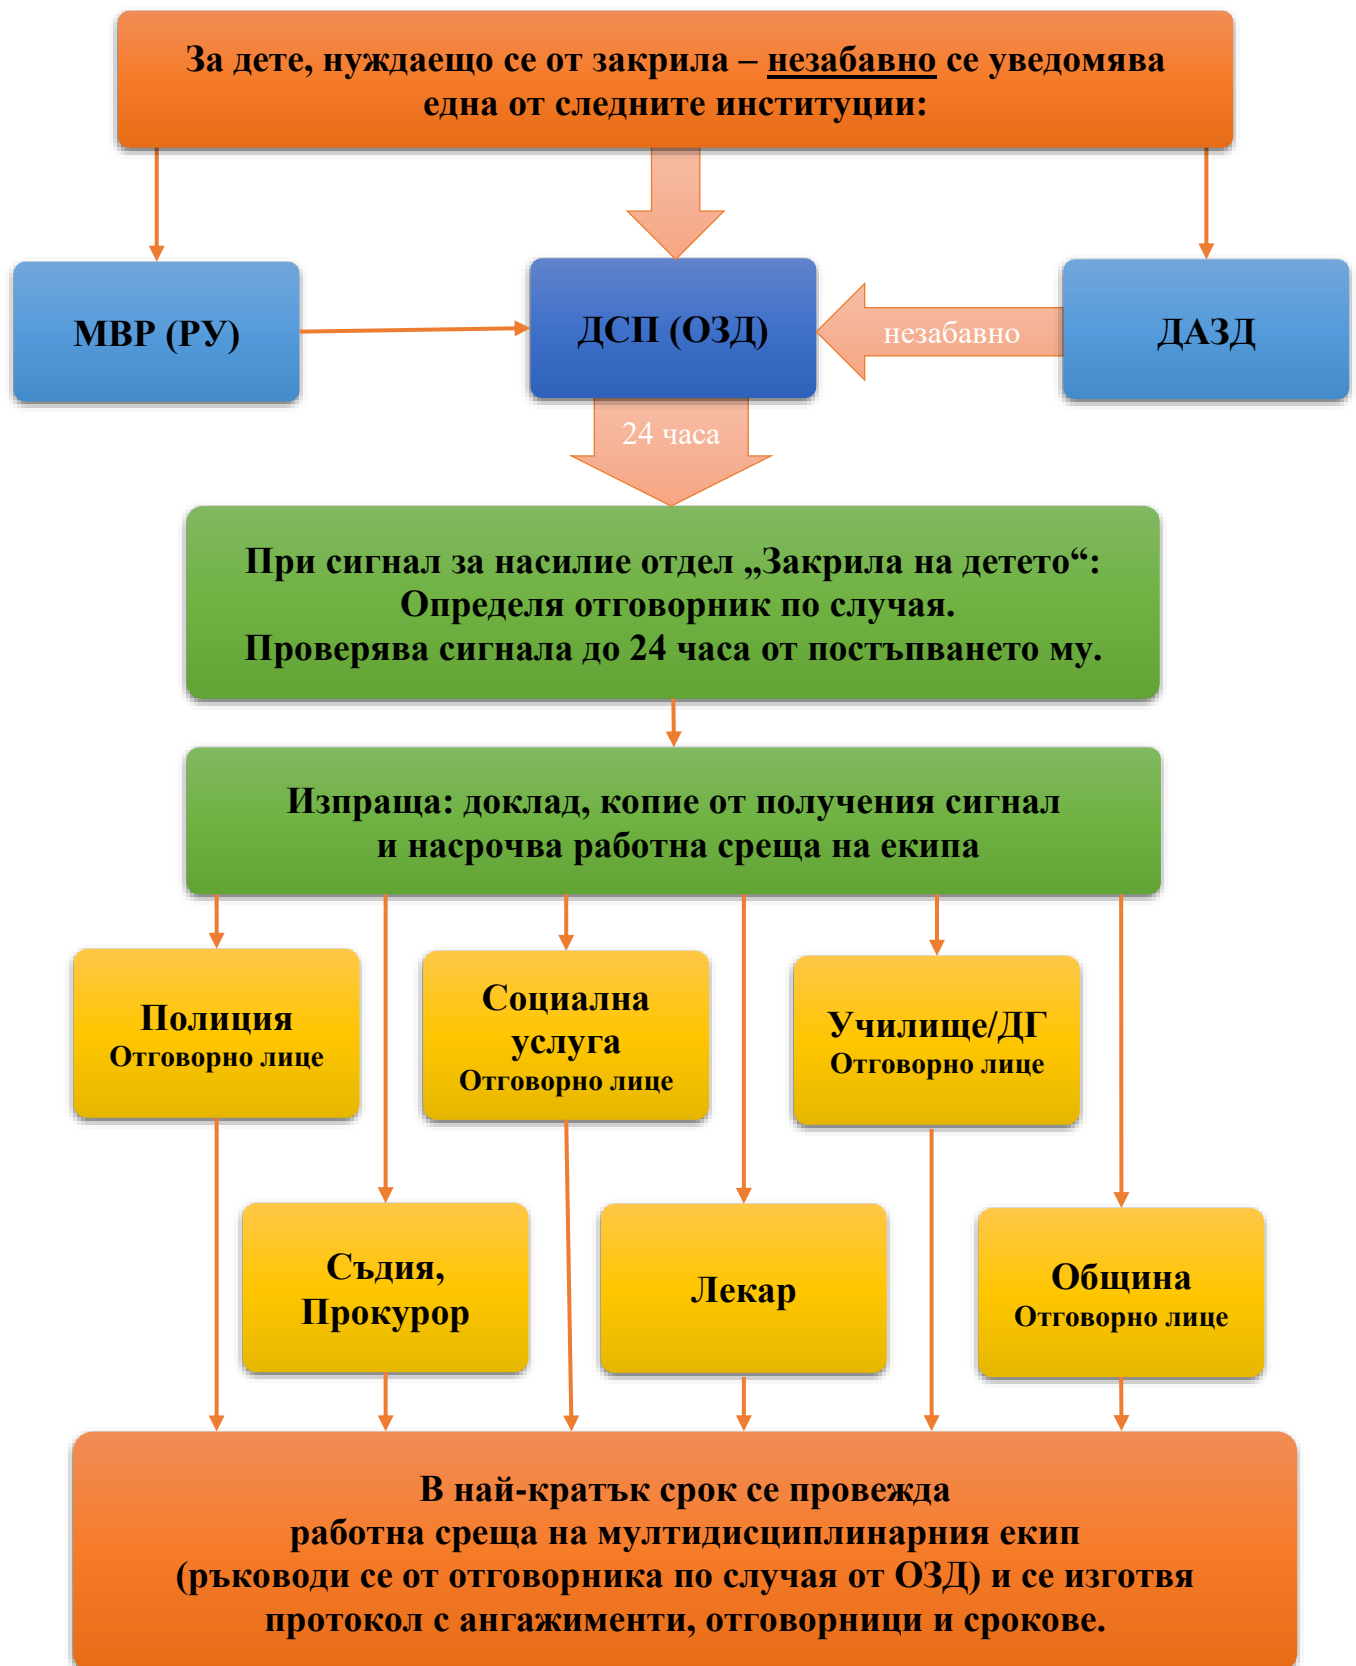 За дете, нуждаещо се от закрила – незабавно се уведомява
една от следните институции:
МВР (РУ)
ДСП (ОЗД)
незабавно
ДАЗД
24 часа
При сигнал за насилие отдел „Закрила на детето“:
Определя отговорник по случая.
Проверява сигнала до 24 часа от постъпването му.
Изпраща: доклад, копие от получения сигнал
и насрочва работна среща на екипа
Полиция
Отговорно лице
Социална
услуга
Отговорно лице
Училище/ДГ
Отговорно лице
Съдия,
Прокурор
Лекар
Община
Отговорно лице
В най-кратък срок се провежда
работна среща на мултидисциплинарния екип
(ръководи се от отговорника по случая от ОЗД) и се изготвя
протокол с ангажименти, отговорници и срокове.